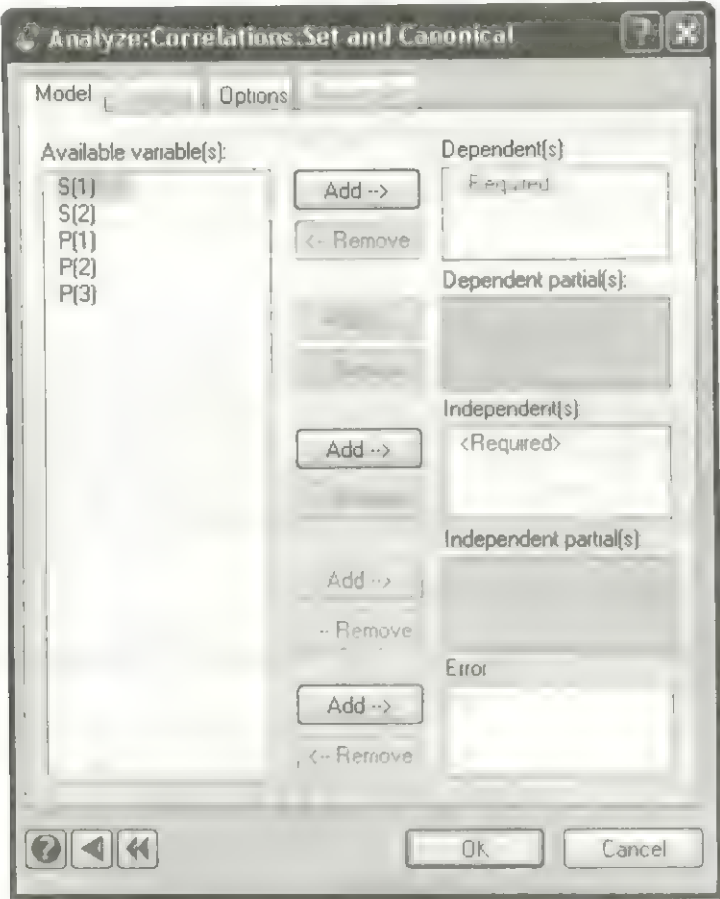 Analyze:Correlations:Set and Canonical
Model
Options
Available variable(s):
S(1)
S(2)
P(1)
P(2)
P(3)
Add -->
<-- Remove
Dependent(s)
Required
Dependent partial(s):
Add -->
Independent(s)
<Required>
Add -->
-- Remove
Independent partial(s)
Add -->
<-- Remove
Error
OK
Cancel